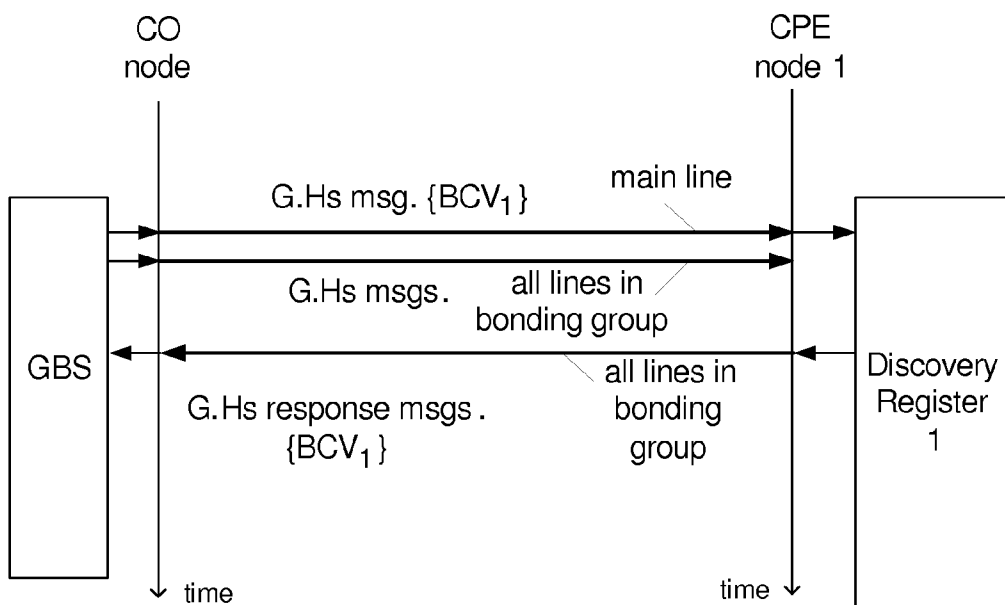 CO
node
CPE
node 1
main line
G.Hs msg. {BCV1}
G.Hs msgs.
all lines in
bonding group
GBS
all lines in
bonding
group
G.Hs response msgs.
{BCV1}
Discovery
Register
1
time
time